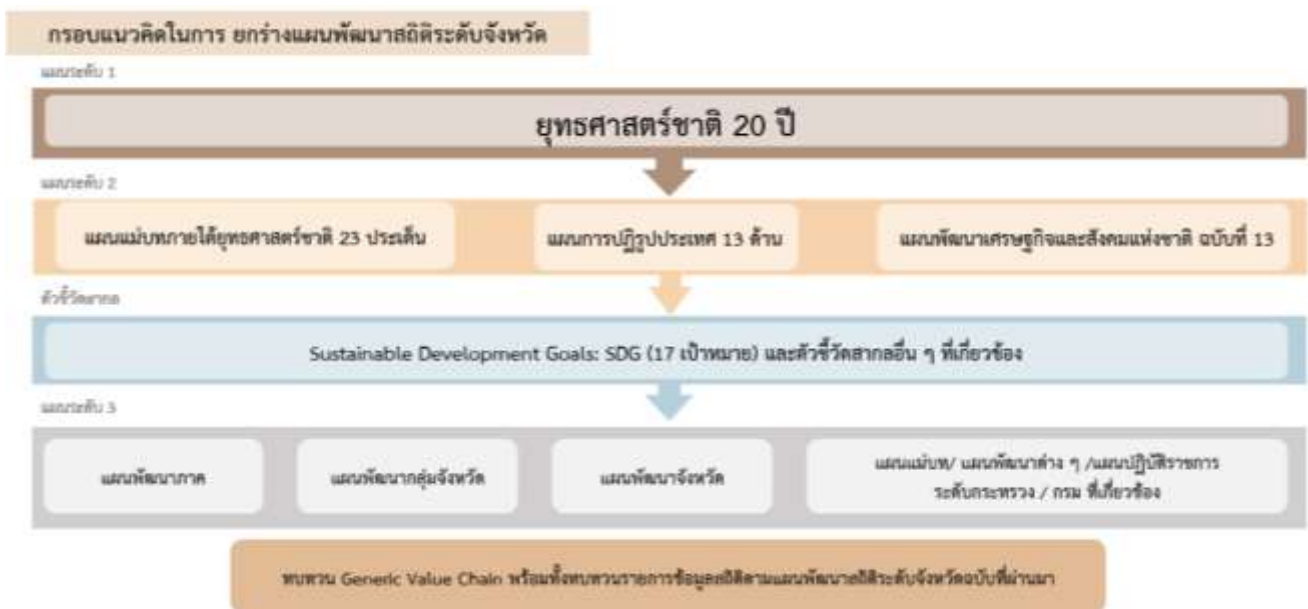 กรอบแนวคิดในการ ยกร่างแผนพัฒนาสถิติระดับจังหวัด
แผนระดับ 1
ยุทธศาสตร์ชาติ 20 ปี
แผนระดับ 2
แผนแม่บทภายใต้ยุทธศาสตร์ชาติ 23 ประเด็น
แผนการปฏิรูปประเทศ 13 ด้าน
แผนพัฒนาเศรษฐกิจและสังคมแห่งชาติ ฉบับที่ 13
ตัวชี้วัดสากล
Sustainable Development Goals: SDG (17 เป้าหมาย) และตัวชี้วัดสากลอื่น ๆ ที่เกี่ยวข้อง
แผนระดับ 3
แผนพัฒนาภาค
แผนพัฒนากลุ่มจังหวัด
แผนพัฒนาจังหวัด
แผนแม่บท/ แผนพัฒนาต่าง ๆ /แผนปฏิบัติราชการ
ระดับกระทรวง / กรม ที่เกี่ยวข้อง
ทบทวน Generic Value Chain พร้อมทั้งทบทวนรายการข้อมูลสถิติตามแผนพัฒนาสถิติระดับจังหวัดฉบับที่ผ่านมา